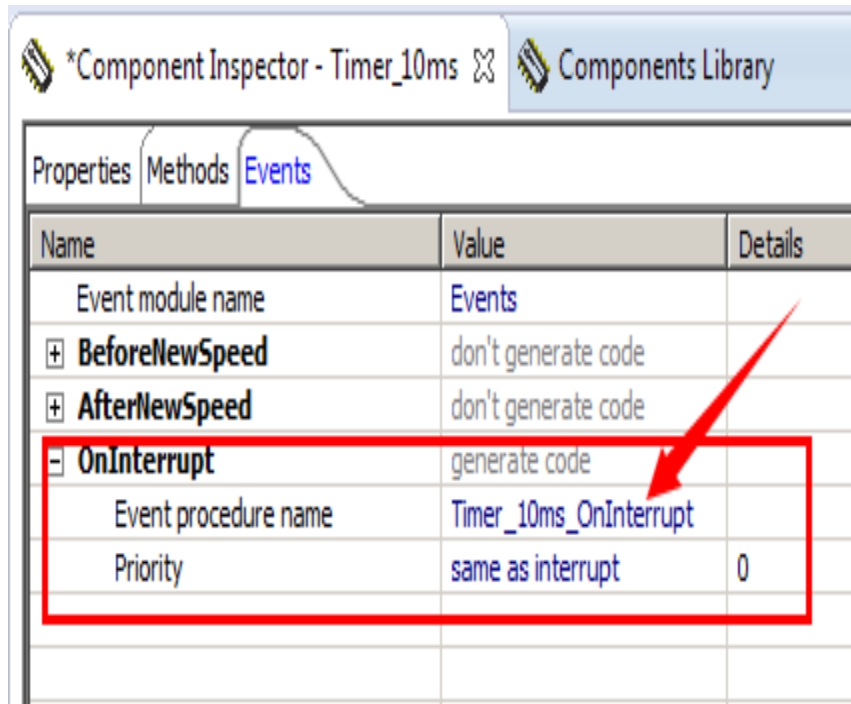 *Component Inspector - Timer_10ms Components Library
Properties Methods Events
Name Value Details
Event module name Events
BeforeNewSpeed don't generate code
AfterNewSpeed don't generate code
OnInterrupt generate code
Event procedure name Timer_10ms_OnInterrupt
Priority same as interrupt 0